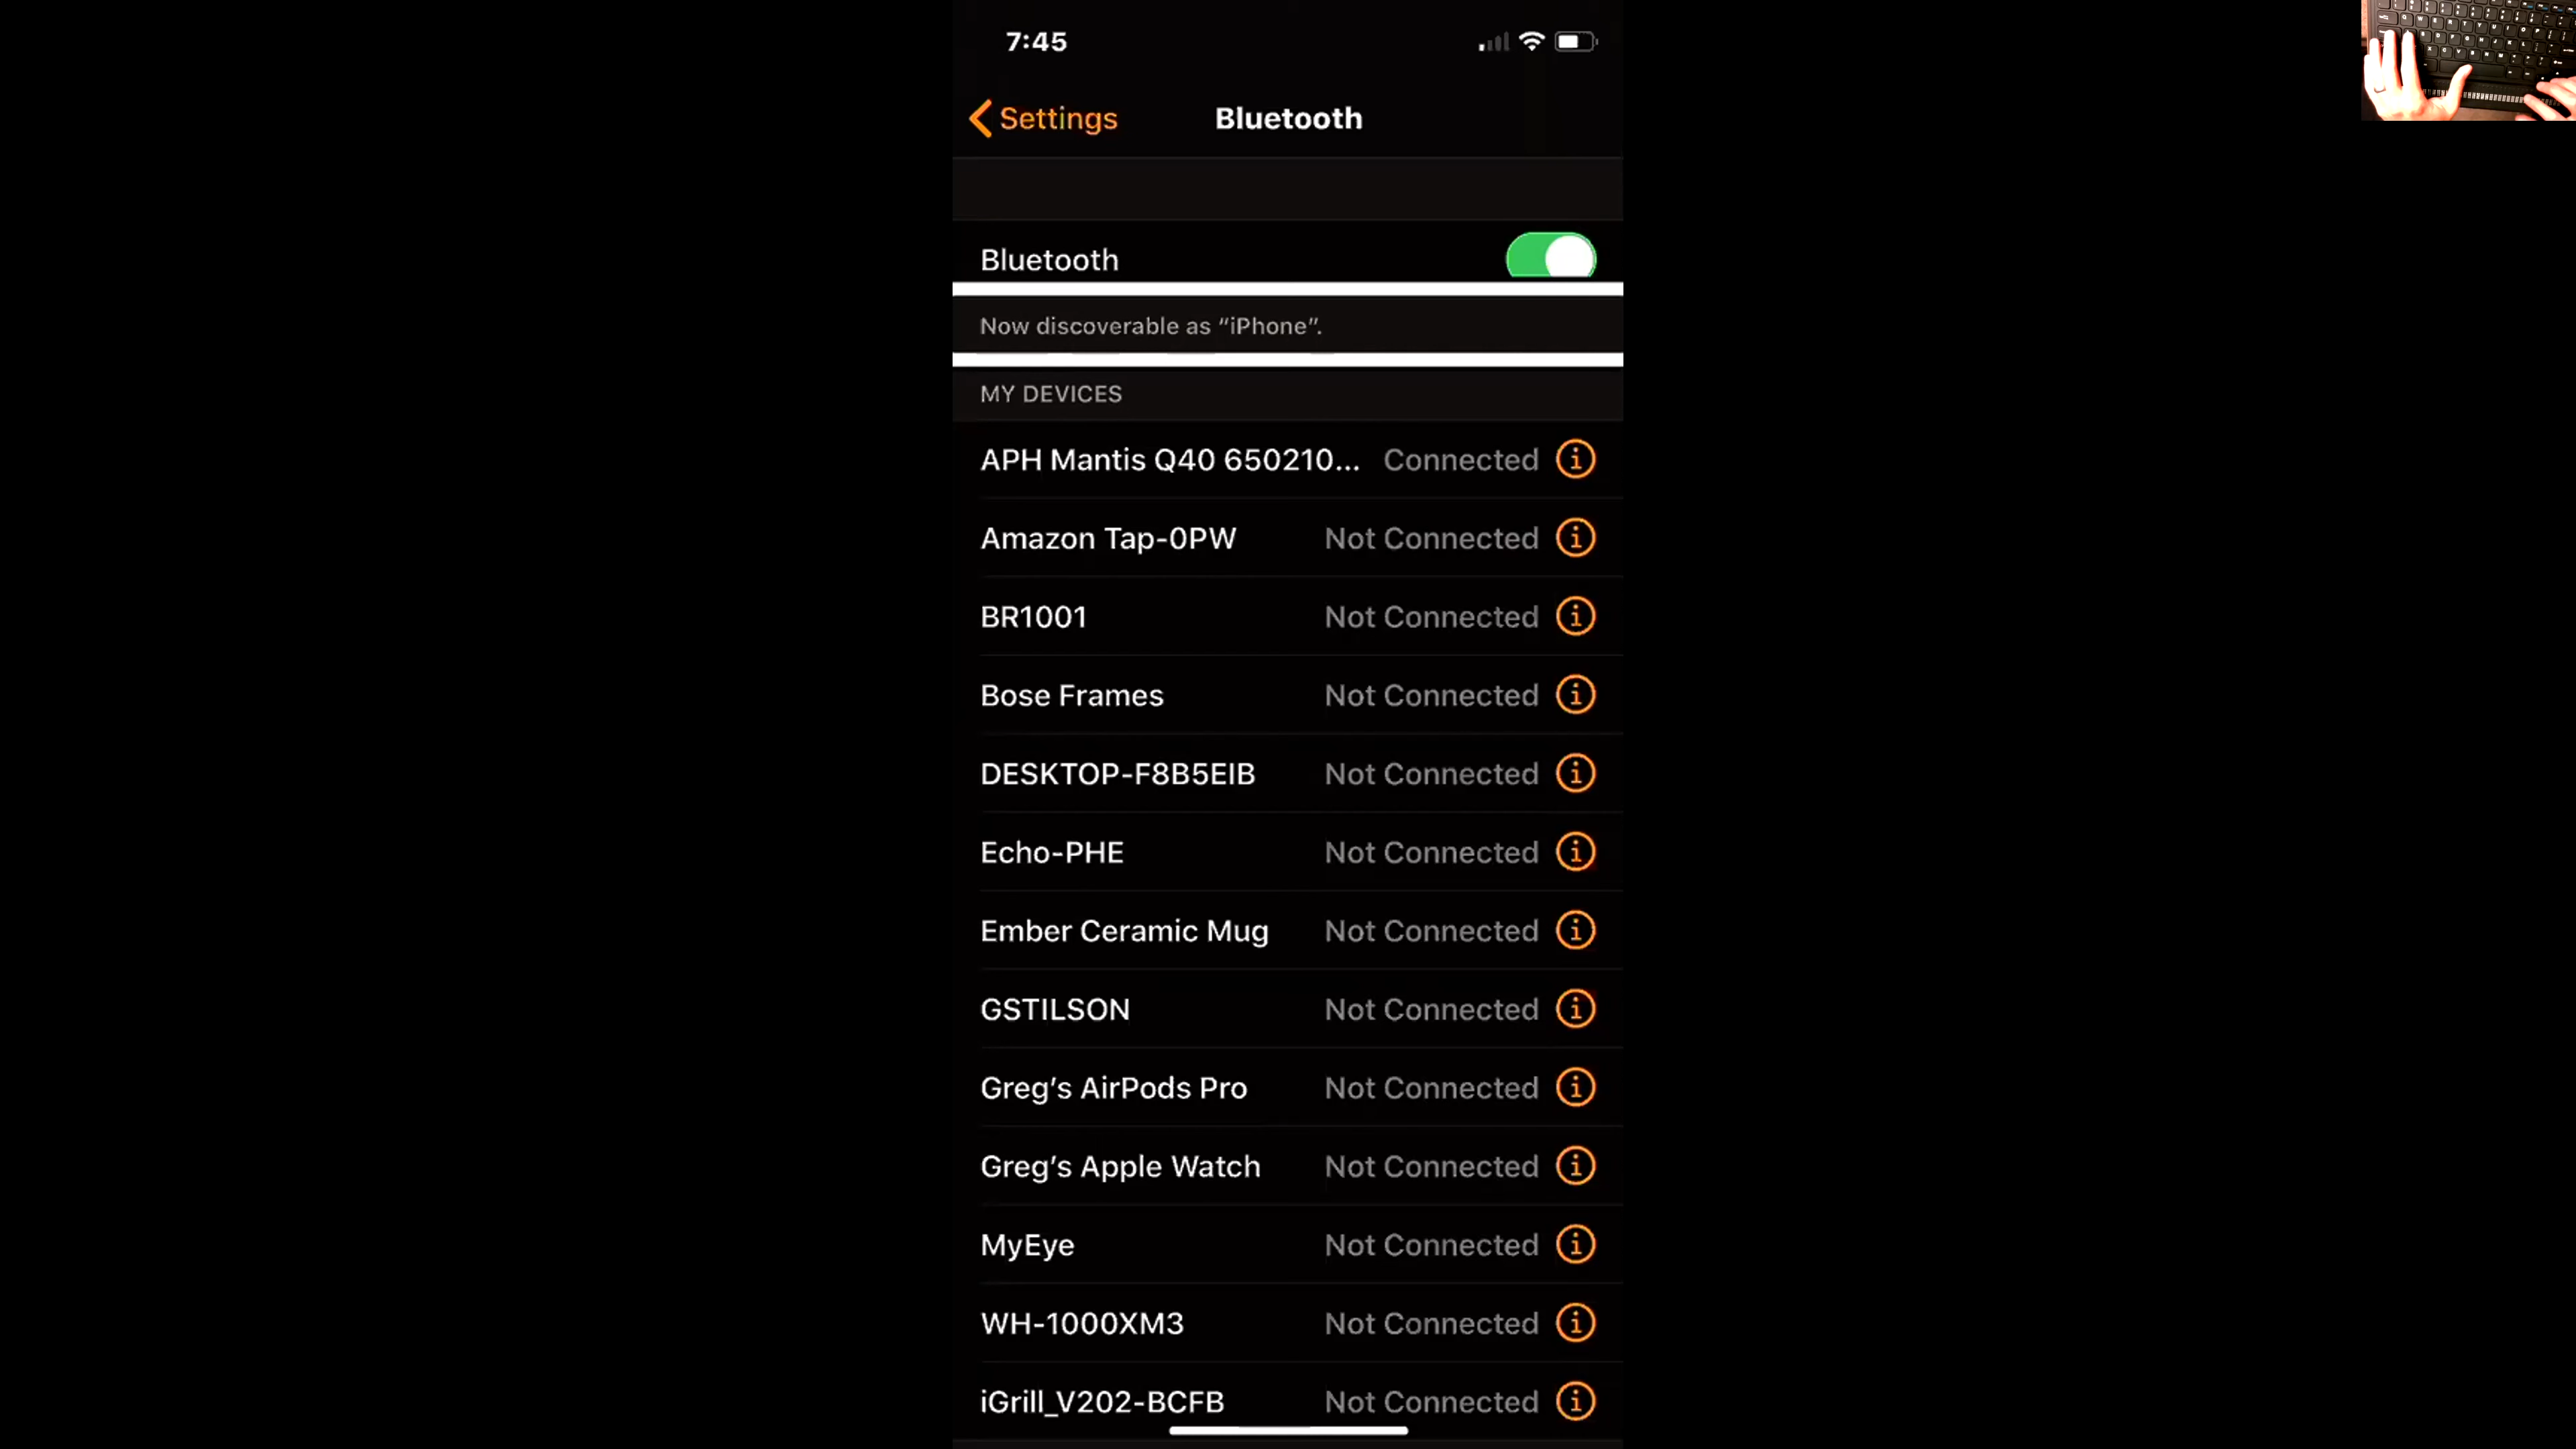 7:45
Settings
Bluetooth
Bluetooth
Now discoverable as “iPhone”.
MY DEVICES
APH Mantis Q40 650210... Connected
Amazon Tap-0PW Not Connected
BR1001 Not Connected
Bose Frames Not Connected
DESKTOP-F8B5EIB Not Connected
Echo-PHE Not Connected
Ember Ceramic Mug Not Connected
GSTILSON Not Connected
Greg’s AirPods Pro Not Connected
Greg’s Apple Watch Not Connected
MyEye Not Connected
WH-1000XM3 Not Connected
iGrill_V202-BCFB Not Connected